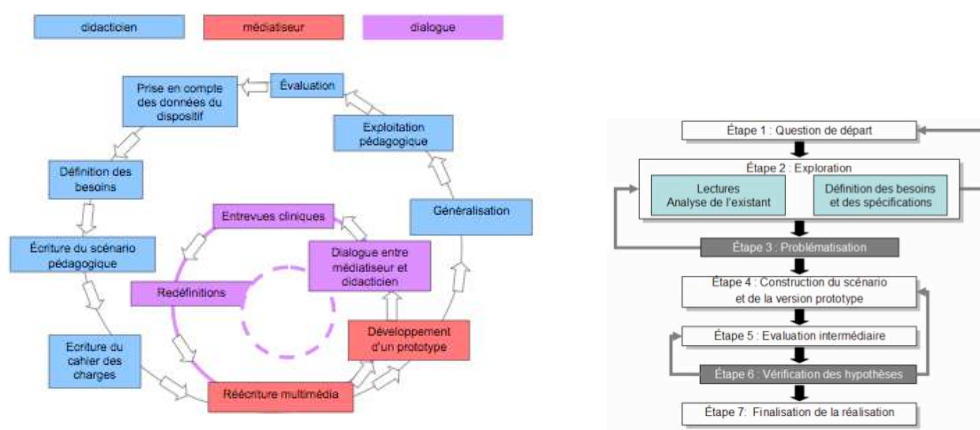 didacticien
médiatiseur
dialogue
Évaluation
Prise en compte
des données du
dispositif
Exploitation
pédagogique
Définition des
besoins
Généralisation
Entrevues cliniques
Écriture du scénario
pédagogique
Dialogue entre
médiatiseur et
didacticien
Redéfinitions
Développement
d'un prototype
Ecriture du
cahier des
charges
Réécriture multimédia
Étape 1 : Question de départ
Étape 2 : Exploration
Lectures
Analyse de l'existant
Définition des besoins
et des spécifications
Étape 3 : Problématisation
Étape 4 : Construction du scénario
et de la version prototype
Étape 5 : Evaluation intermédiaire
Étape 6 : Vérification des hypothèses
Étape 7: Finalisation de la réalisation